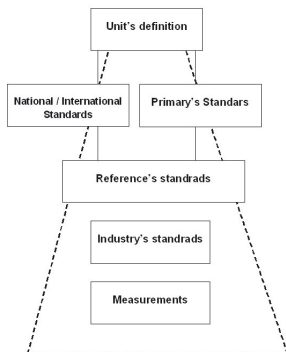 Unit's definition
National / International
Standards
Primary's Standars
Reference's standrads
Industry's standrads
Measurements